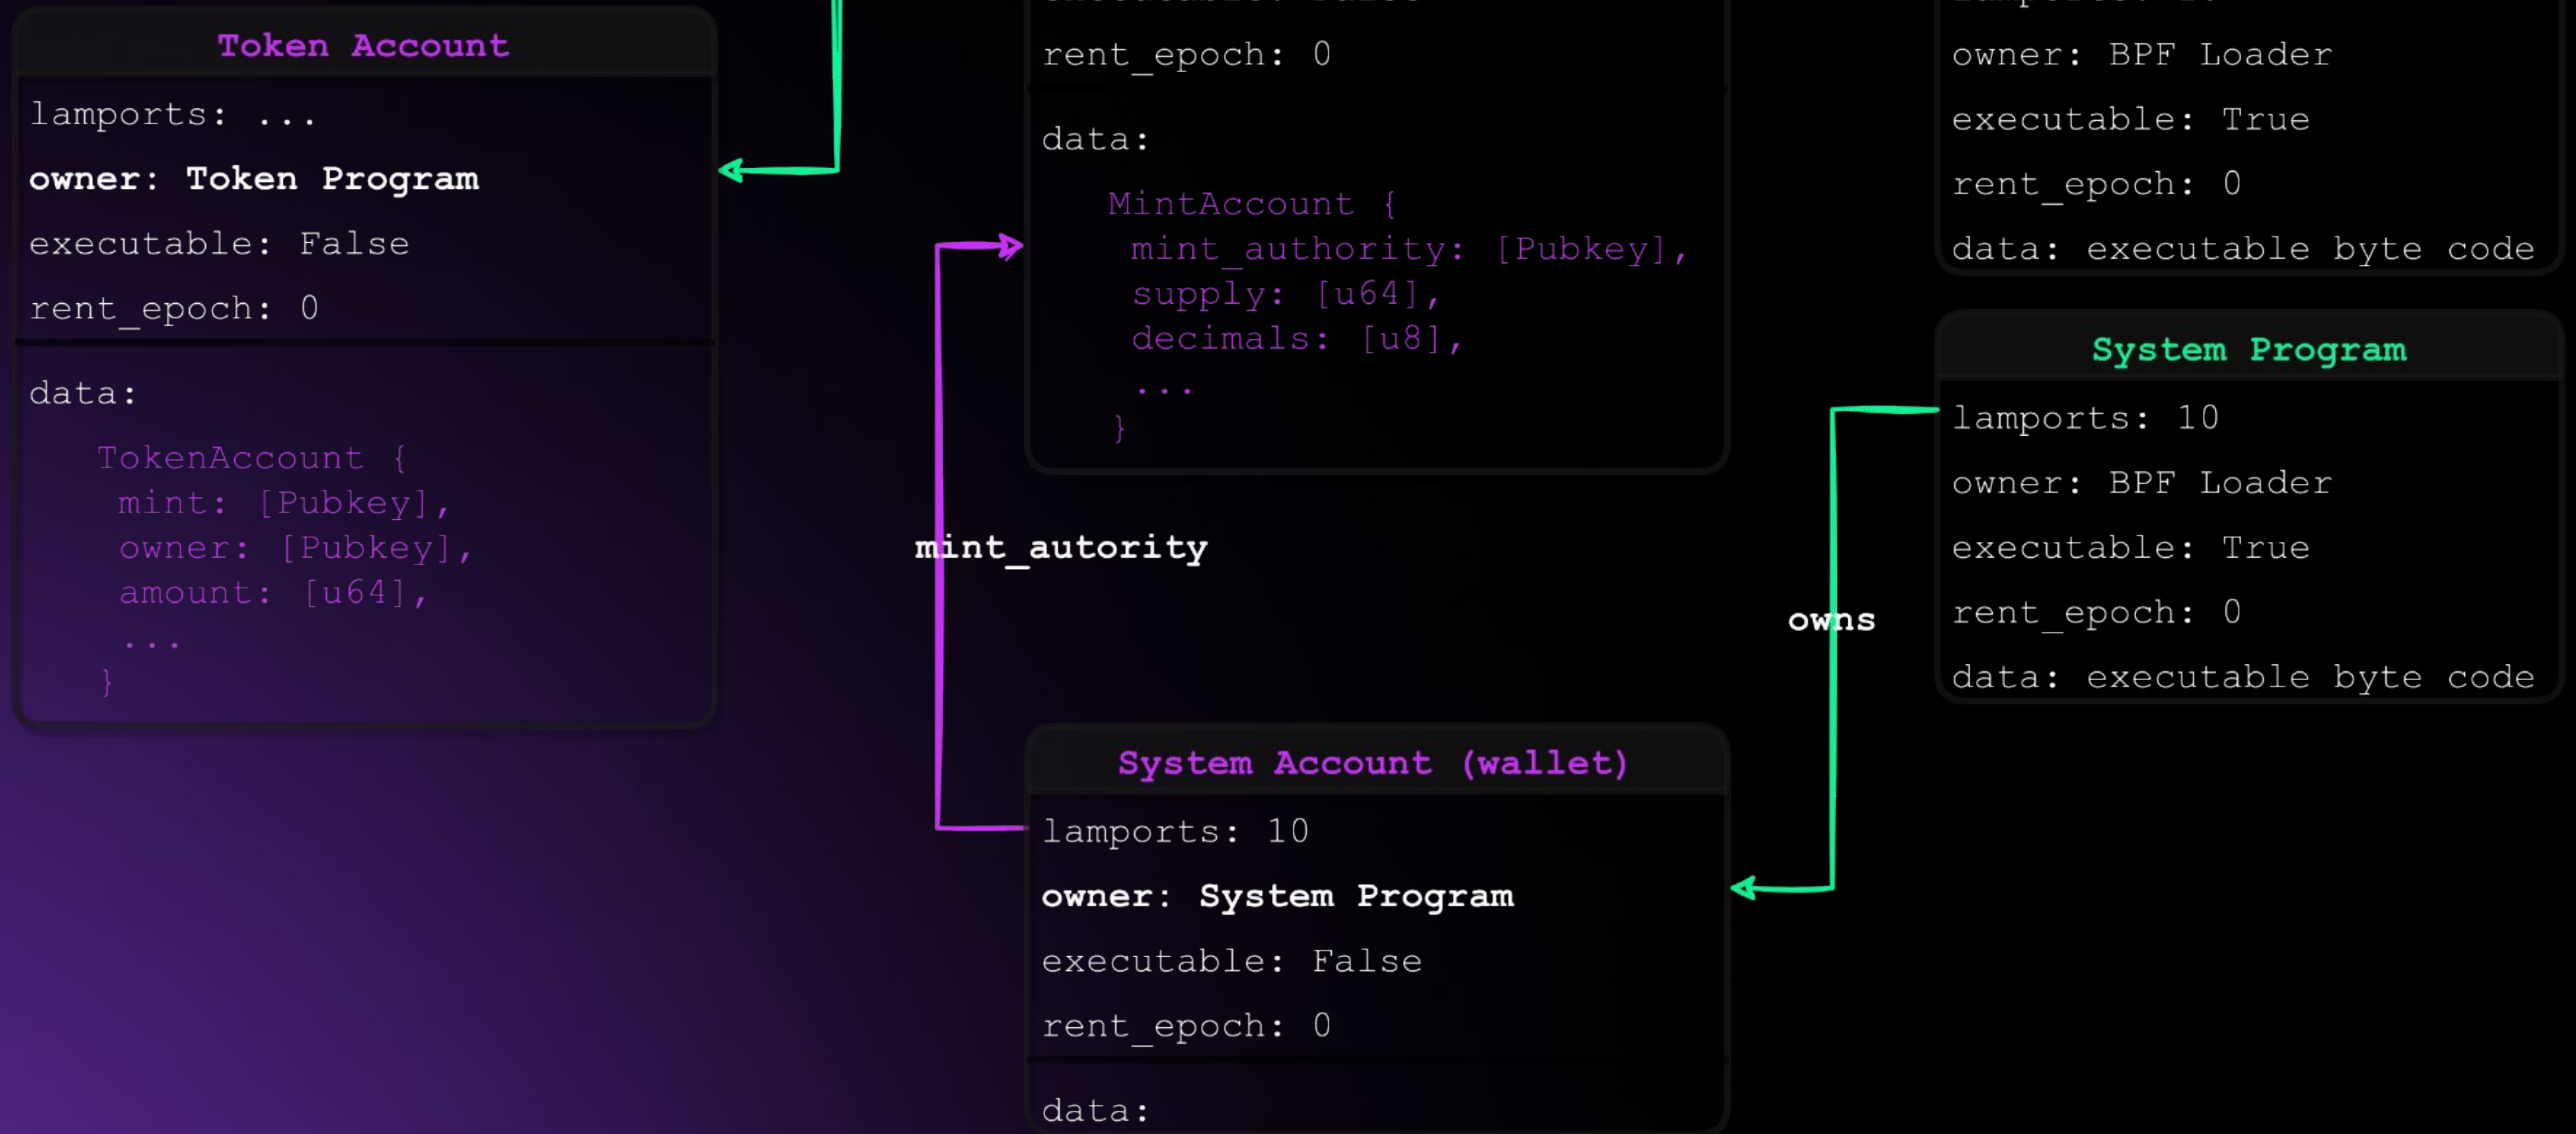 Token Account
lamports: ...
owner: Token Program
executable: False
rent_epoch: 0
data:
TokenAccount {
mint: [Pubkey],
owner: [Pubkey],
amount: [u64],
...
}
rent_epoch: 0
data:
MintAccount {
mint_authority: [Pubkey],
supply: [u64],
decimals: [u8],
...
}
mint_autority
System Account (wallet)
lamports: 10
owner: System Program
executable: False
rent_epoch: 0
data:
owns
owner: BPF Loader
executable: True
rent_epoch: 0
data: executable byte code
System Program
lamports: 10
owner: BPF Loader
executable: True
rent_epoch: 0
data: executable byte code